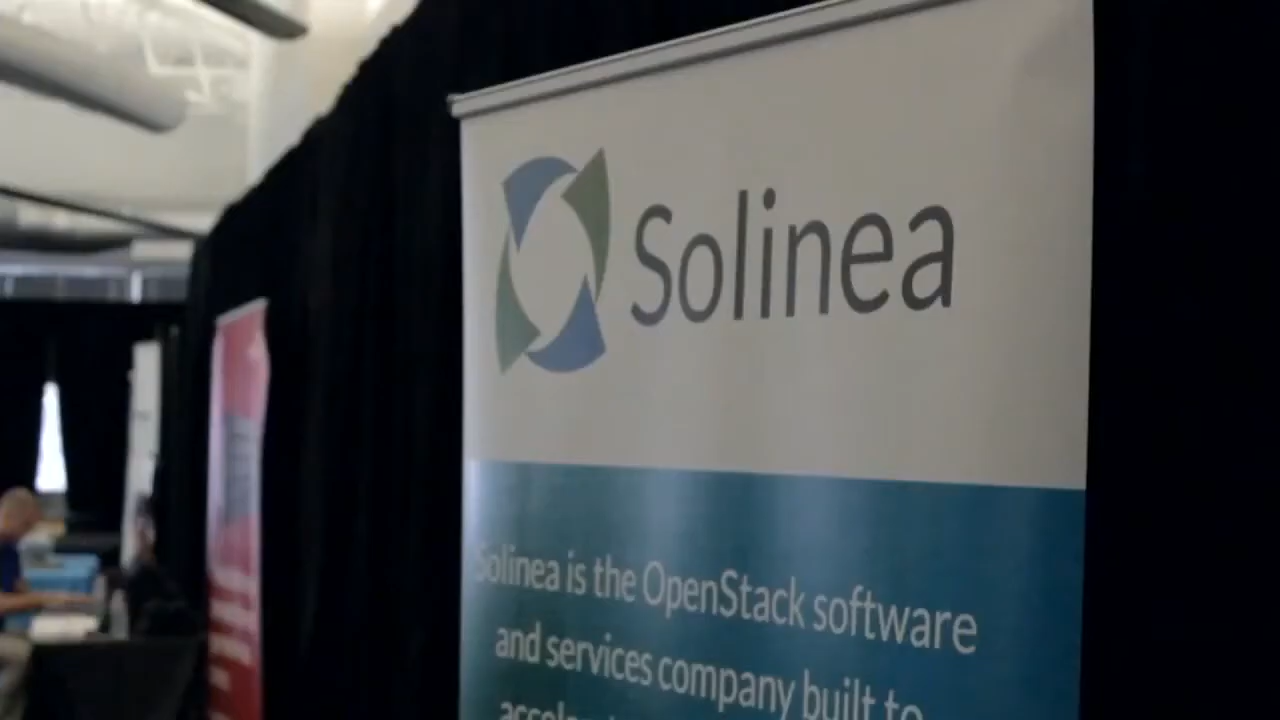 Solinea
Solinea is the OpenStack software
and services company built to